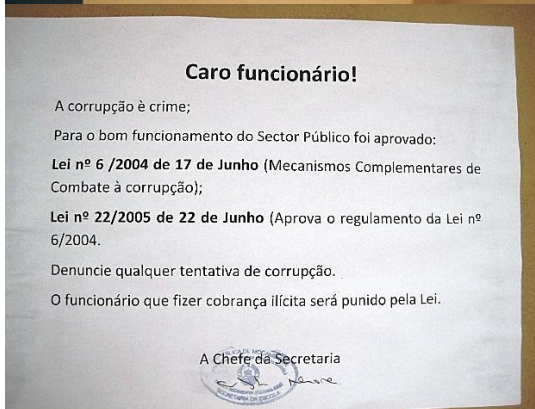 Caro funcionário!
A corrupção è crime;
Para o bom funcionamento do Sector Público foi aprovado:
Lei nº 6 /2004 de 17 de Junho (Mecanismos Complementares de
Combate à corrupção);
Lei nº 22/2005 de 22 de Junho (Aprova o regulamento da Lei nº
6/2004.
Denuncie qualquer tentativa de corrupção.
O funcionário que fizer cobrança ilícita será punido pela Lei.
A Chefe da Secretaria
SECRETARIA DA ESCOLA